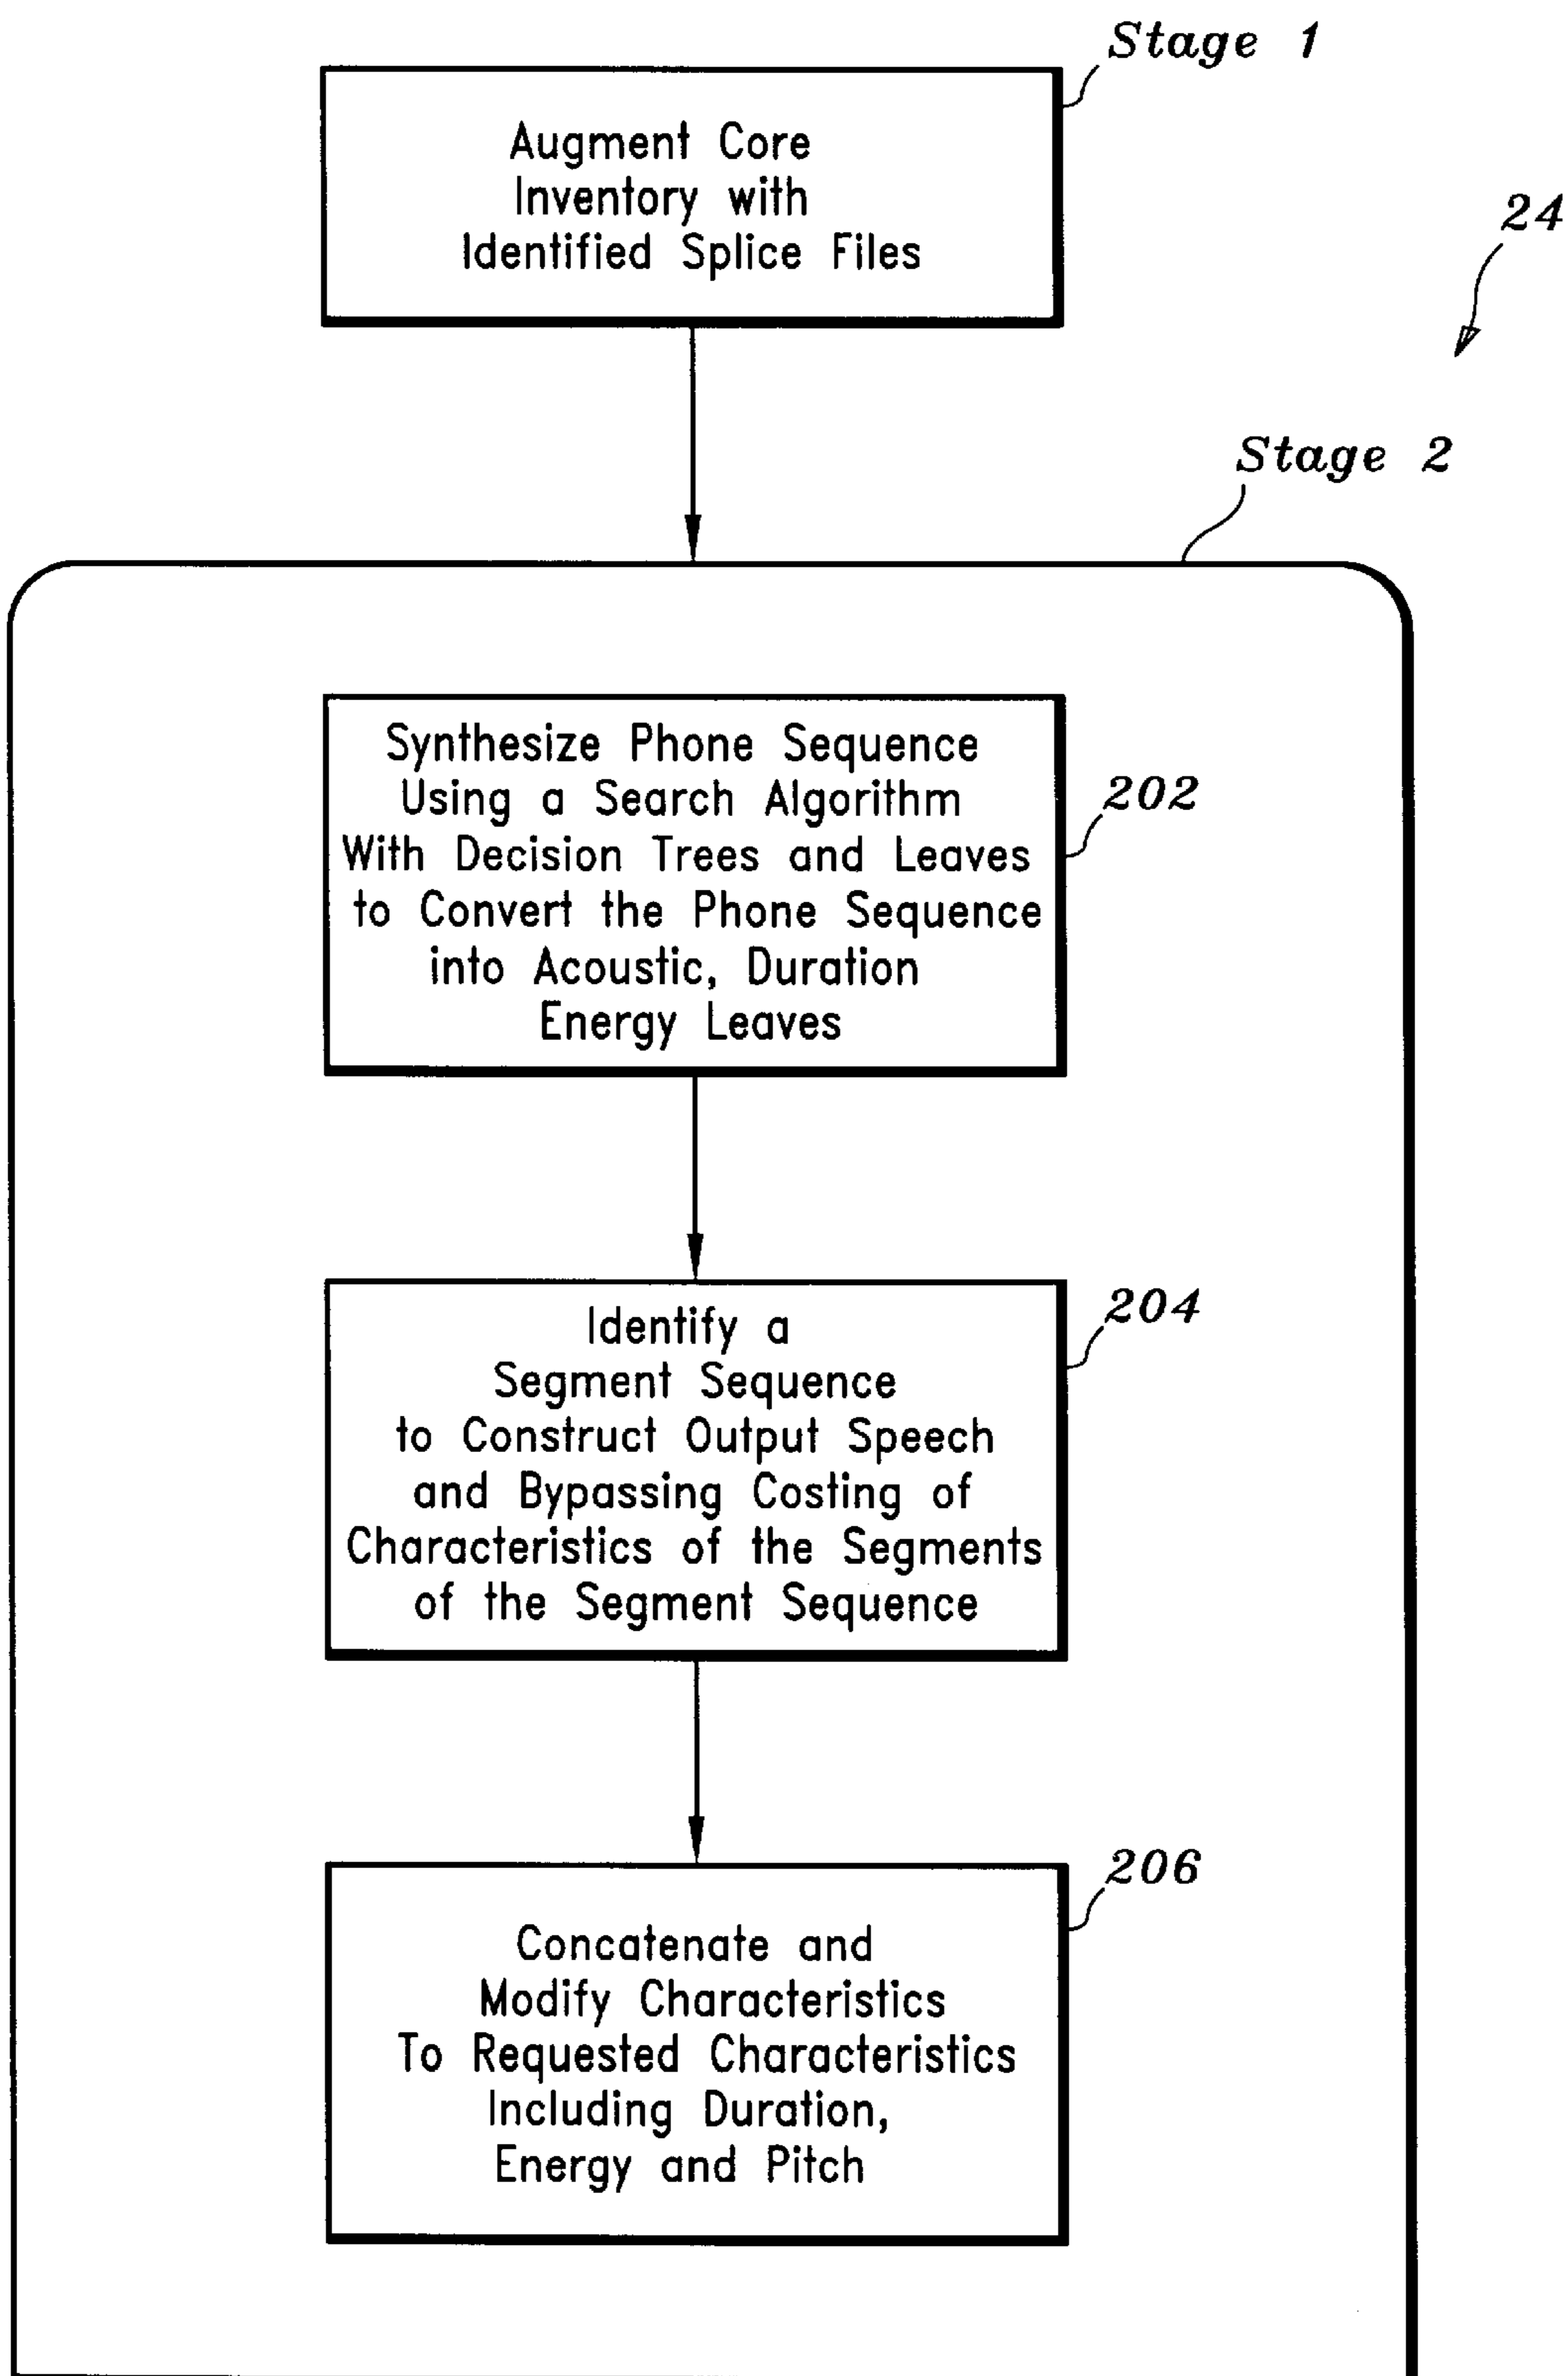 Stage 1
Augment Core
Inventory with
Identified Splice Files
24
Stage 2
Synthesize Phone Sequence
Using a Search Algorithm
With Decision Trees and Leaves
to Convert the Phone Sequence
into Acoustic, Duration
Energy Leaves
202
Identify a
Segment Sequence
to Construct Output Speech
and Bypassing Costing of
Characteristics of the Segments
of the Segment Sequence
204
Concatenate and
Modify Characteristics
To Requested Characteristics
Including Duration,
Energy and Pitch
206